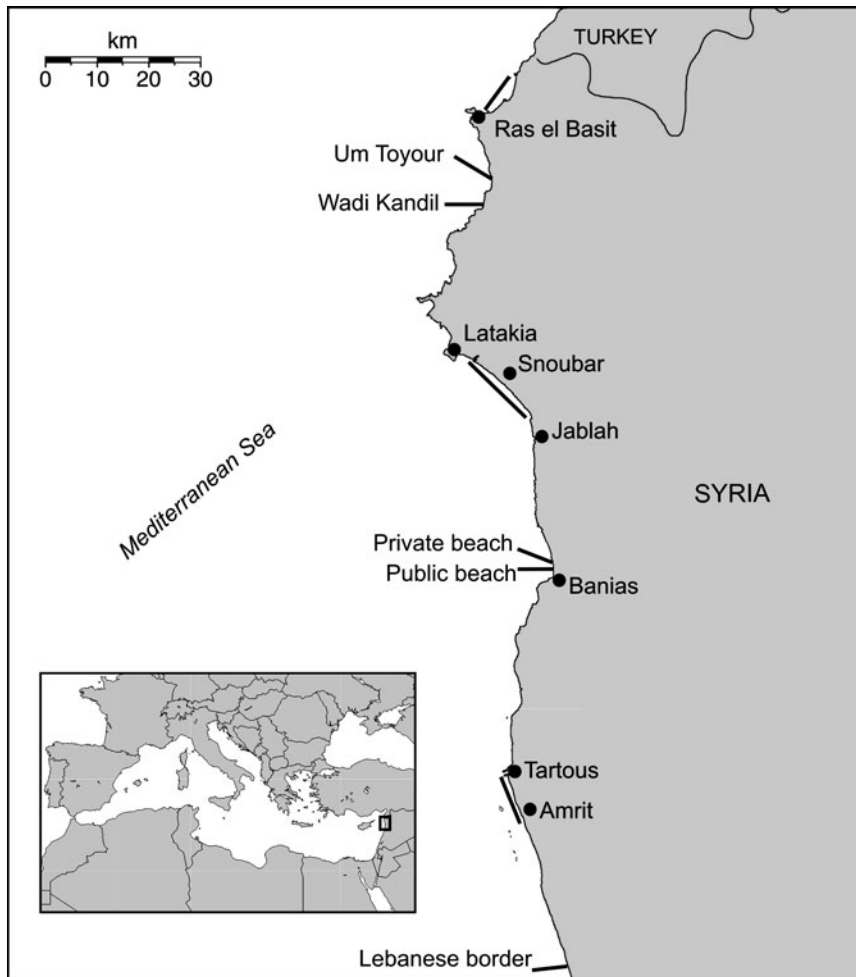 km
0 10 20 30
TURKEY
Ras el Basit
Um Toyour
Wadi Kandil
Latakia
Snoubar
Jablah
Mediterranean Sea
SYRIA
Private beach
Public beach
Banias
Tartous
Amrit
Lebanese border